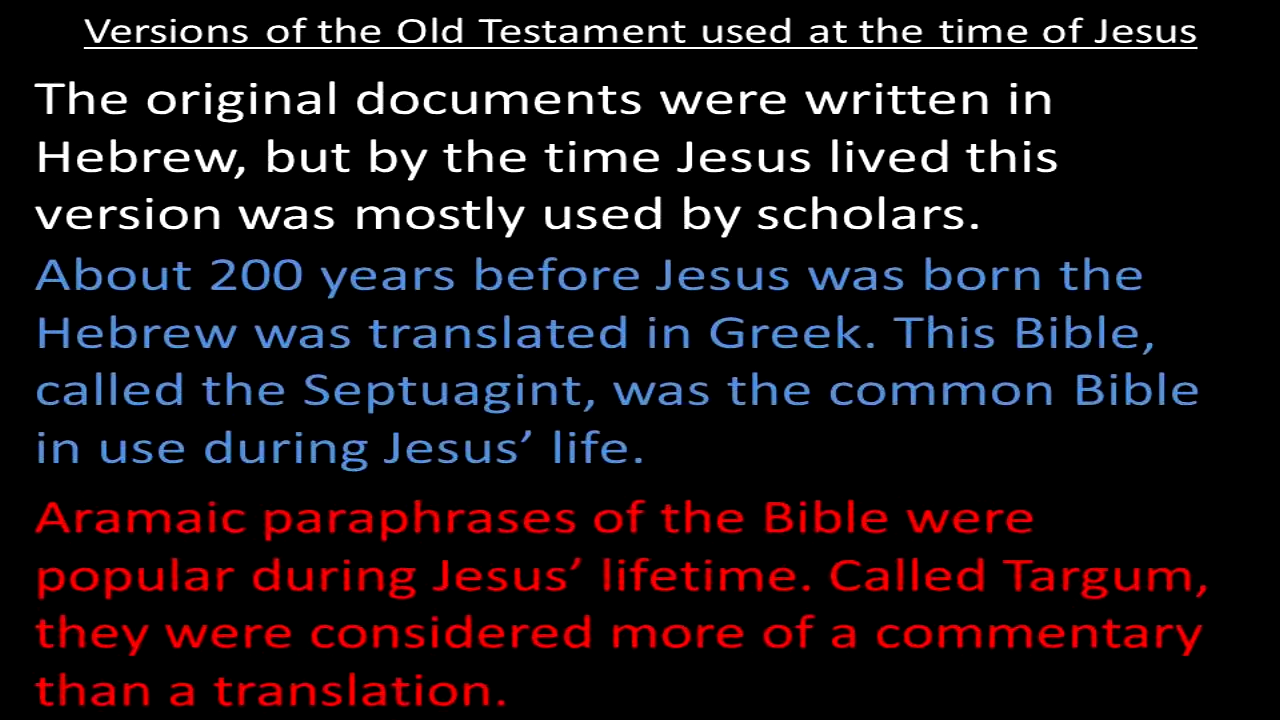 Versions of the Old Testament used at the time of Jesus
The original documents were written in
Hebrew, but by the time Jesus lived this
version was mostly used by scholars.
About 200 years before Jesus was born the
Hebrew was translated in Greek. This Bible,
called the Septuagint, was the common Bible
in use during Jesus’ life.
Aramaic paraphrases of the Bible were
popular during Jesus’ lifetime. Called Targum,
they were considered more of a commentary
than a translation.